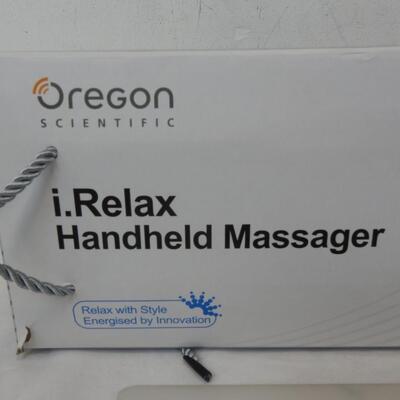 Oregon
SCIENTIFIC
i.Relax
Handheld Massager
Relax with Style
Energised by Innovation